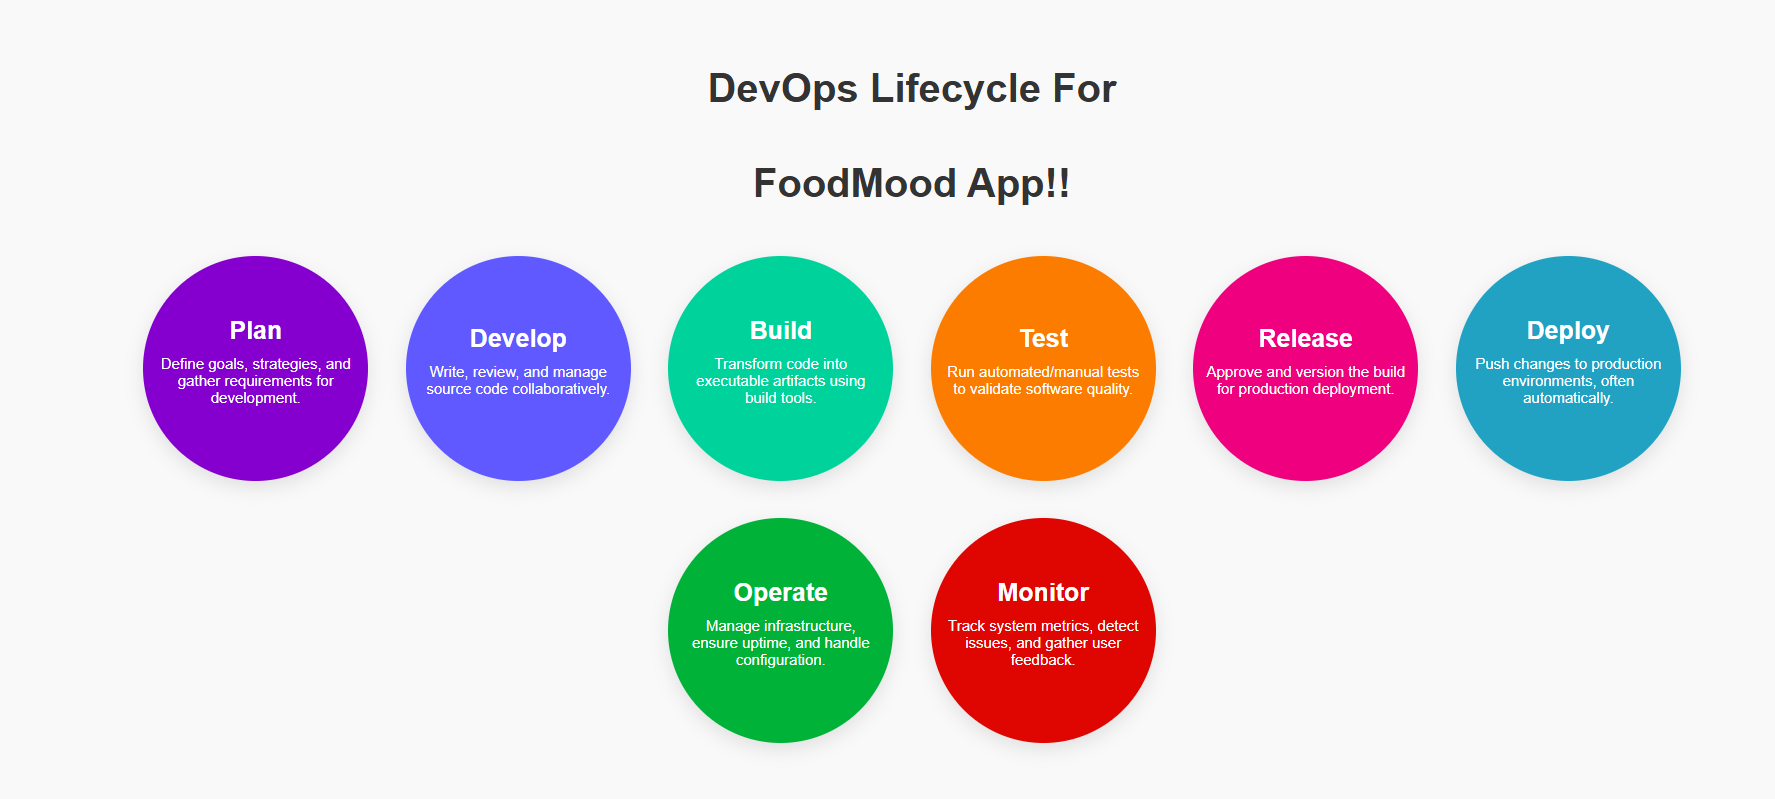 DevOps Lifecycle For
FoodMood App!!
Plan
Define goals, strategies, and
gather requirements for
development.
Develop
Write, review, and manage
source code collaboratively.
Build
Transform code into
executable artifacts using
build tools.
Test
Run automated/manual tests
to validate software quality.
Release
Approve and version the build
for production deployment.
Deploy
Push changes to production
environments, often
automatically.
Operate
Manage infrastructure,
ensure uptime, and handle
configuration.
Monitor
Track system metrics, detect
issues, and gather user
feedback.